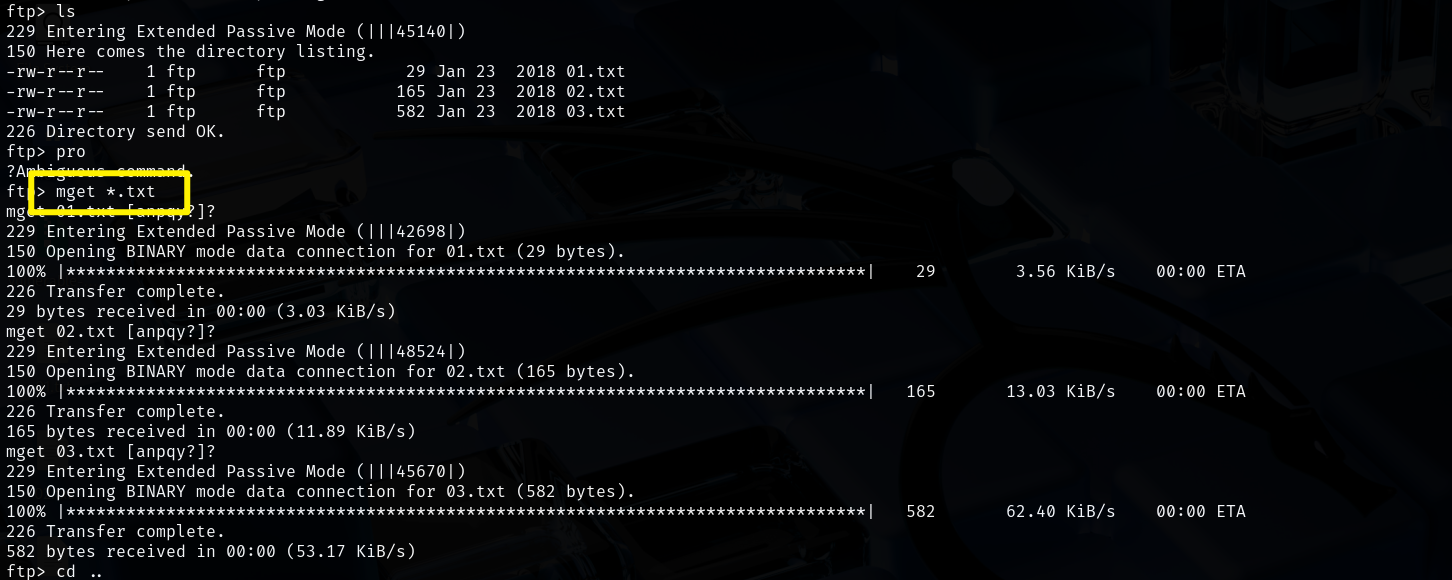 ftp> ls
229 Entering Extended Passive Mode (|||45140|)
150 Here comes the directory listing.
-rw-r--r--    1 ftp      ftp            29 Jan 23  2018 01.txt
-rw-r--r--    1 ftp      ftp           165 Jan 23  2018 02.txt
-rw-r--r--    1 ftp      ftp           582 Jan 23  2018 03.txt
226 Directory send OK.
ftp> pro
?Ambiguous command.
ftp> mget *.txt
mget 01.txt [anpqy?]?
229 Entering Extended Passive Mode (|||42698|)
150 Opening BINARY mode data connection for 01.txt (29 bytes).
100% |********************************************************************************|    29        3.56 KiB/s    00:00 ETA
226 Transfer complete.
29 bytes received in 00:00 (3.03 KiB/s)
mget 02.txt [anpqy?]?
229 Entering Extended Passive Mode (|||48524|)
150 Opening BINARY mode data connection for 02.txt (165 bytes).
100% |********************************************************************************|   165       13.03 KiB/s    00:00 ETA
226 Transfer complete.
165 bytes received in 00:00 (11.89 KiB/s)
mget 03.txt [anpqy?]?
229 Entering Extended Passive Mode (|||45670|)
150 Opening BINARY mode data connection for 03.txt (582 bytes).
100% |********************************************************************************|   582       62.40 KiB/s    00:00 ETA
226 Transfer complete.
582 bytes received in 00:00 (53.17 KiB/s)
ftp> cd ..